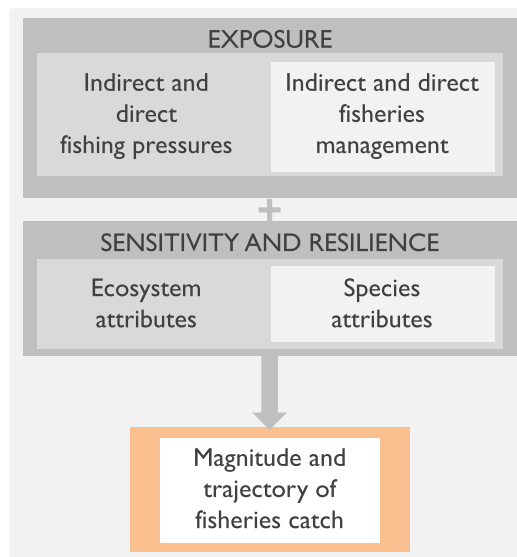 EXPOSURE
Indirect and
direct
fishing pressures
Indirect and direct
fisheries
management
+
SENSITIVITY AND RESILIENCE
Ecosystem
attributes
Species
attributes
Magnitude and
trajectory of
fisheries catch